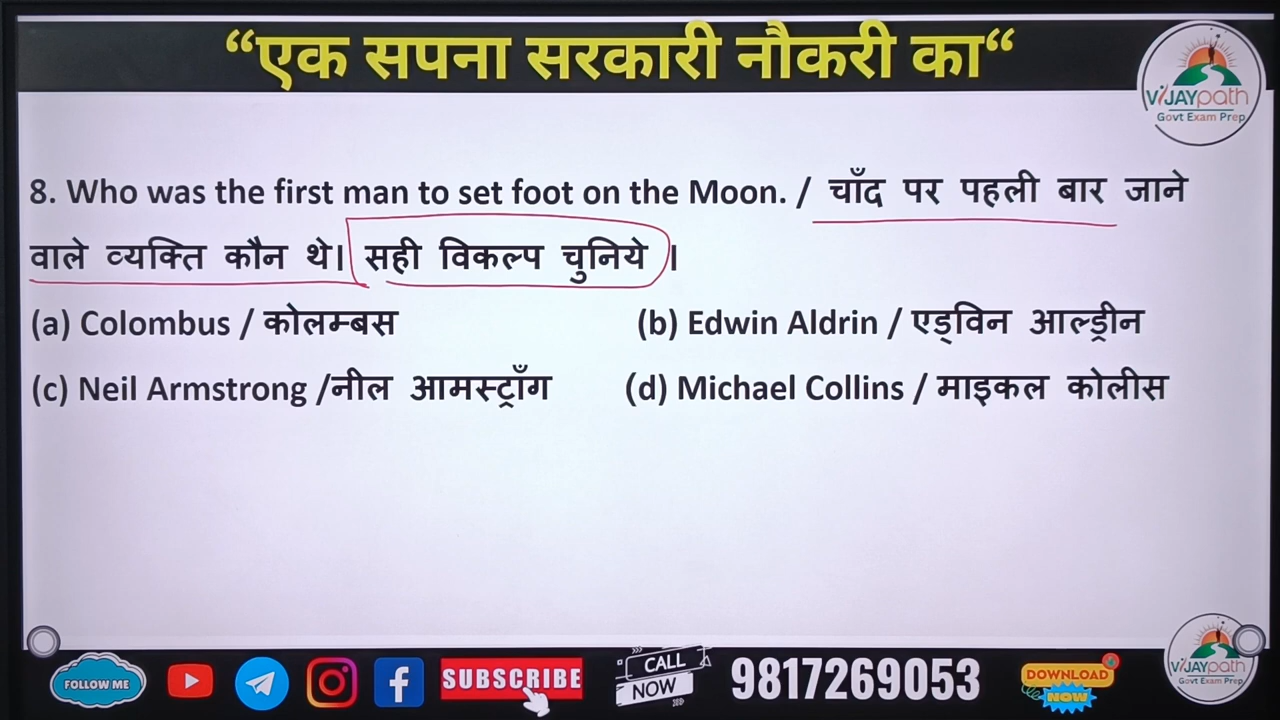 “एक सपना सरकारी नौकरी का“
VIJAYpath
Govt Exam Prep
8. Who was the first man to set foot on the Moon. / चाँद पर पहली बार जाने
वाले व्यक्ति कौन थे। सही विकल्प चुनिये ।
(a) Colombus / कोलम्बस (b) Edwin Aldrin / एड्विन आल्ड्रीन
(c) Neil Armstrong /नील आमस्ट्राँग (d) Michael Collins / माइकल कोलीस
FOLLOW ME
SUBSCRIBE
CALL
NOW
9817269053
DOWNLOAD
NOW
VIJAYpath
Govt Exam Prep